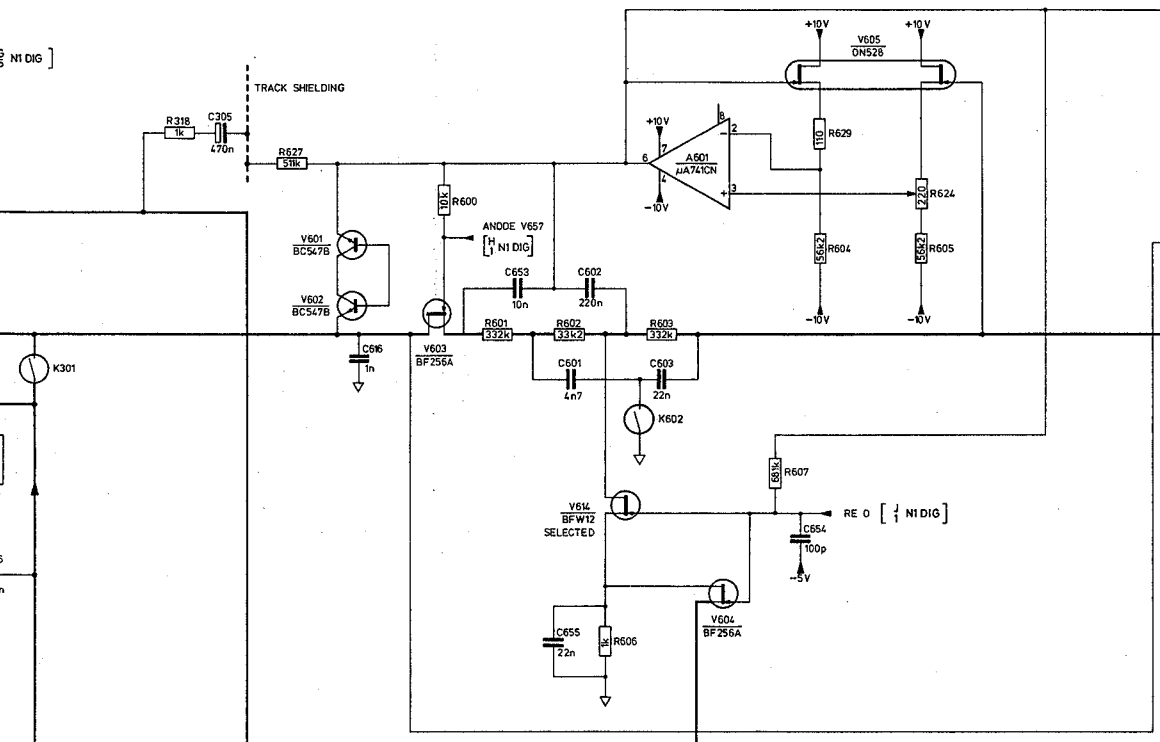 N1 DIG ]
TRACK SHIELDING
R318
1k
C305
470n
R627
511k
+10V
+10V
V605
ON528
+10V
8
7
2
6
A601
µA741CN
4
3
-10V
110
R629
220
R624
56k2
R604
56k2
R605
-10V
-10V
10k
R600
ANODE V657
[ H/1 N1 DIG ]
V601
BC547B
V602
BC547B
C653
10n
C602
220n
R601
332k
R602
33k2
R603
332k
V603
BF256A
C616
1n
K301
C601
4n7
C603
22n
K602
681k
R607
V614
BFW12
SELECTED
RE 0 [ J/1 N1 DIG ]
C654
100p
-5V
V604
BF256A
C655
22n
1k
R606